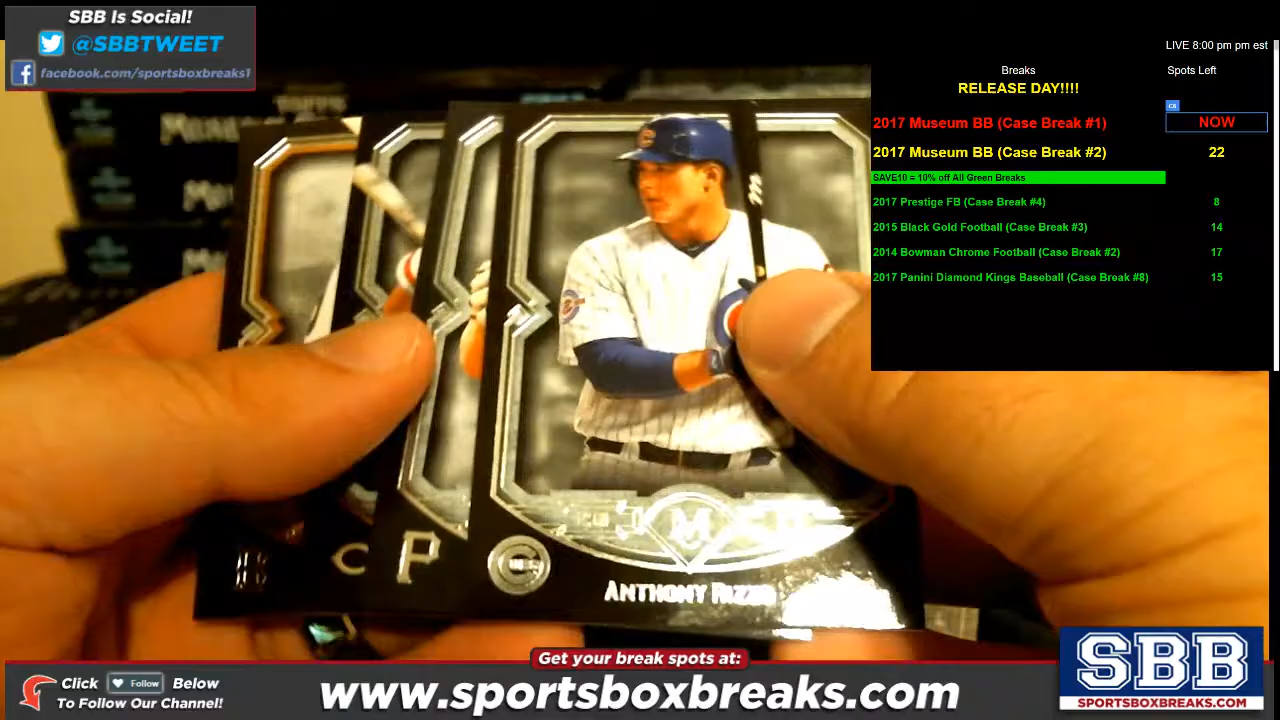 SBB Is Social!
@SBBTWEET
facebook.com/sportsboxbreaks1
LIVE 8:00 pm pm est
Breaks Spots Left
RELEASE DAY!!!!
2017 Museum BB (Case Break #1) NOW
2017 Museum BB (Case Break #2) 22
SAVE10 = 10% off All Green Breaks
2017 Prestige FB (Case Break #4) 8
2015 Black Gold Football (Case Break #3) 14
2014 Bowman Chrome Football (Case Break #2) 17
2017 Panini Diamond Kings Baseball (Case Break #8) 15
M
P
C
ANTHONY RIZZO
Get your break spots at:
Click Follow Below
To Follow Our Channel!
www.sportsboxbreaks.com
SBB
SPORTSBOXBREAKS.COM